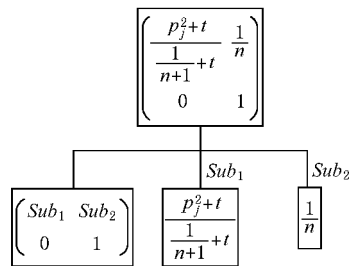 p_j^2+t
1/n
1/(n+1)+t
0 1
Sub_1
Sub_2
Sub_1 Sub_2
0 1
p_j^2+t
1/(n+1)+t
1/n